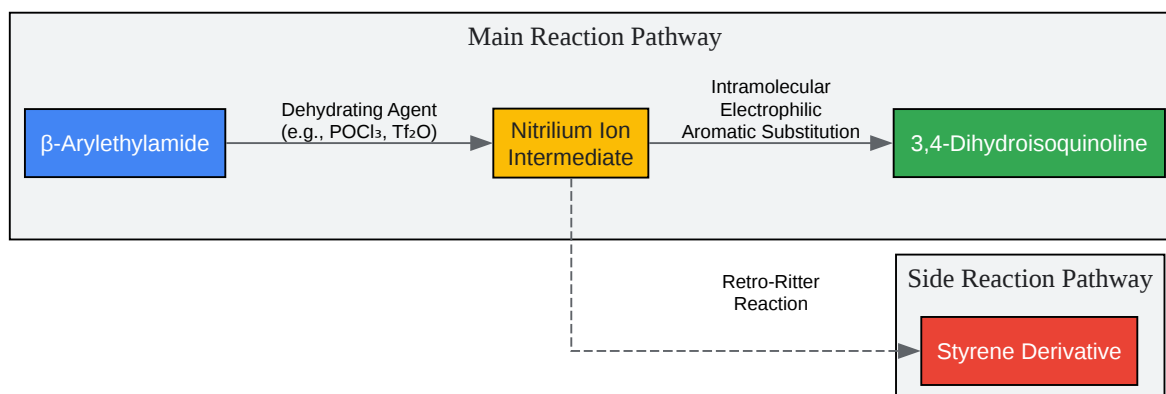 Main Reaction Pathway
β-Arylethylamide
Dehydrating Agent
(e.g., POCl₃, Tf₂O)
Nitrilium Ion
Intermediate
Intramolecular
Electrophilic
Aromatic Substitution
3,4-Dihydroisoquinoline
Retro-Ritter
Reaction
Side Reaction Pathway
Styrene Derivative